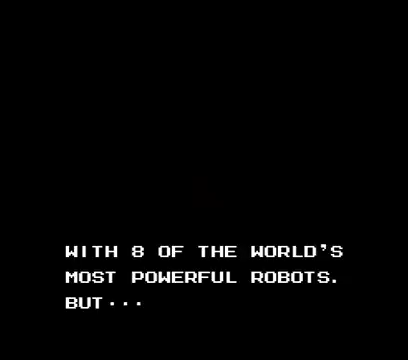 WITH 8 OF THE WORLD'S
MOST POWERFUL ROBOTS.
BUT···